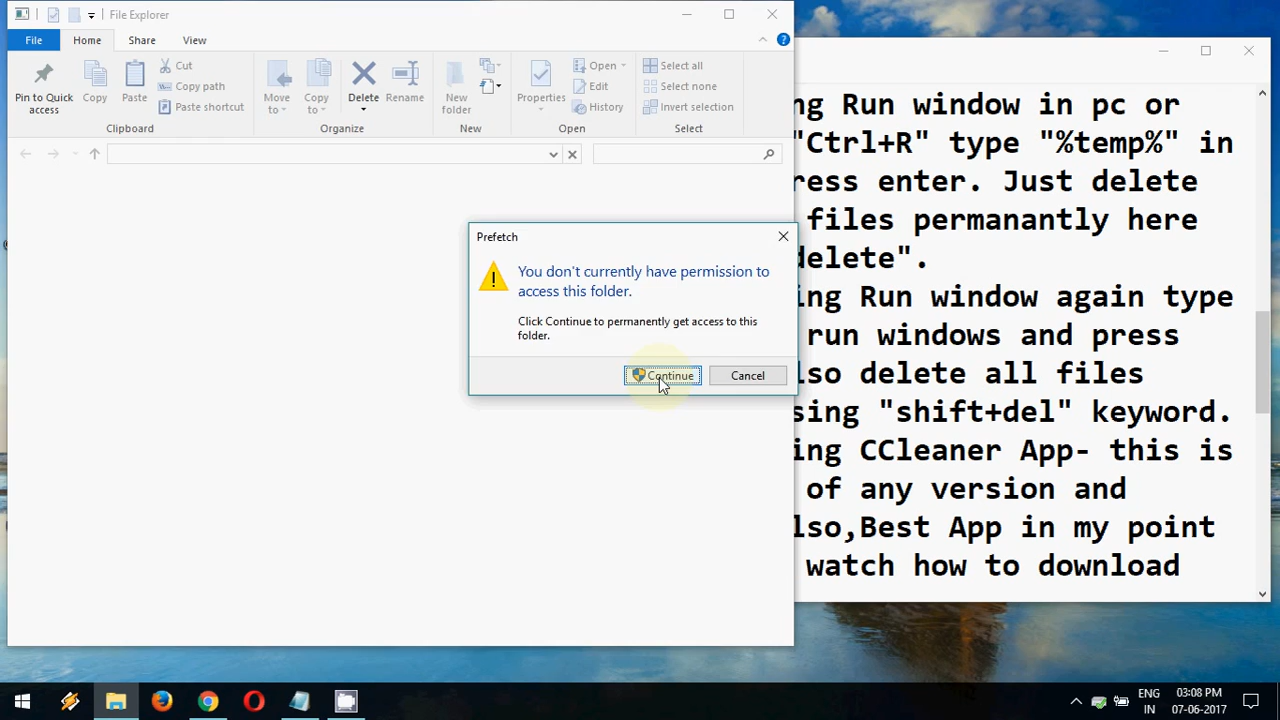 File Explorer
File
Home
Share
View
Pin to Quick access
Copy
Paste
Cut
Copy path
Paste shortcut
Clipboard
Move to
Copy to
Delete
Rename
Organize
New folder
New
Properties
Open
Edit
History
Open
Select all
Select none
Invert selection
Select
Prefetch
You don't currently have permission to
access this folder.
Click Continue to permanently get access to this
folder.
Continue
Cancel
ng Run window in pc or
"Ctrl+R" type "%temp%" in
ress enter. Just delete
files permanantly here
delete".
ing Run window again type
run windows and press
lso delete all files
sing "shift+del" keyword.
ing CCleaner App- this is
of any version and
lso,Best App in my point
watch how to download
ENG
IN
03:08 PM
07-06-2017